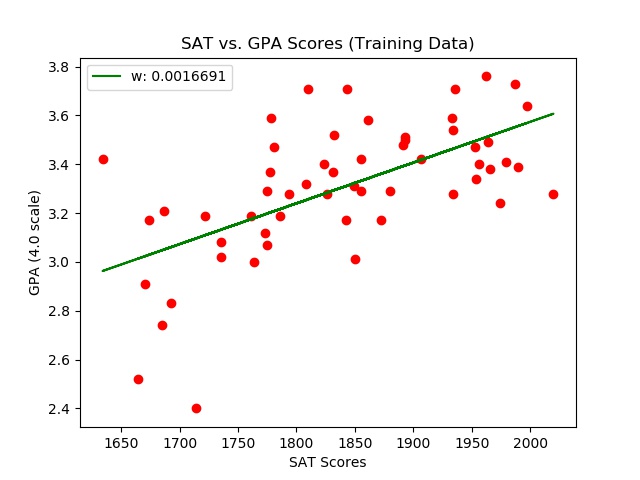 SAT vs. GPA Scores (Training Data)
w: 0.0016691
3.8
3.6
3.4
3.2
3.0
2.8
2.6
2.4
GPA (4.0 scale)
1650 1700 1750 1800 1850 1900 1950 2000
SAT Scores